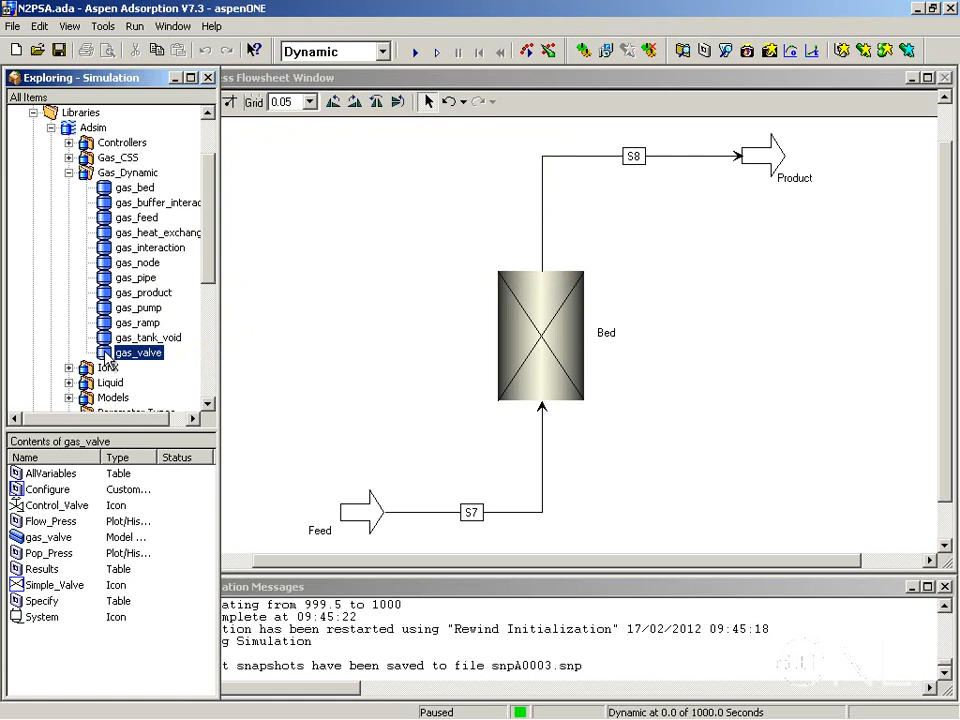 N2PSA.ada - Aspen Adsorption V7.3 - aspenONE
File Edit View Tools Run Window Help
Dynamic
Exploring - Simulation
ss Flowsheet Window
All Items
Grid 0.05
Libraries
Adsim
Controllers
Gas_CSS
Gas_Dynamic
gas_bed
gas_buffer_interac
gas_feed
gas_heat_exchang
gas_interaction
gas_node
gas_pipe
gas_product
gas_pump
gas_ramp
gas_tank_void
gas_valve
IonX
Liquid
Models
S8
Product
Bed
S7
Feed
Contents of gas_valve
Name Type Status
AllVariables Table
Configure Custom...
Control_Valve Icon
Flow_Press Plot/His...
gas_valve Model ...
Pop_Press Plot/His...
Results Table
Simple_Valve Icon
Specify Table
System Icon
ation Messages
ating from 999.5 to 1000
mplete at 09:45:22
tion has been restarted using "Rewind Initialization" 17/02/2012 09:45:18
g Simulation
t snapshots have been saved to file snpA0003.snp
Paused Dynamic at 0.0 of 1000.0 Seconds